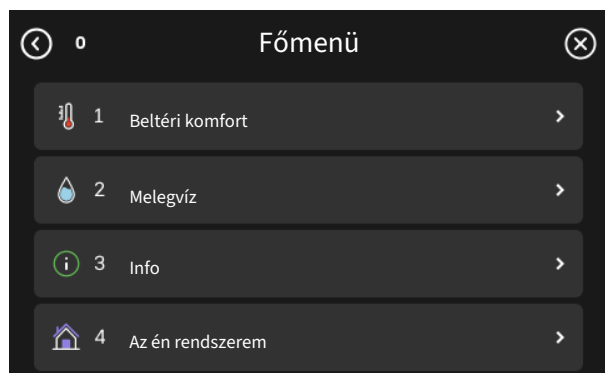 0 Főmenü
1 Beltéri komfort
2 Melegvíz
3 Info
4 Az én rendszerem